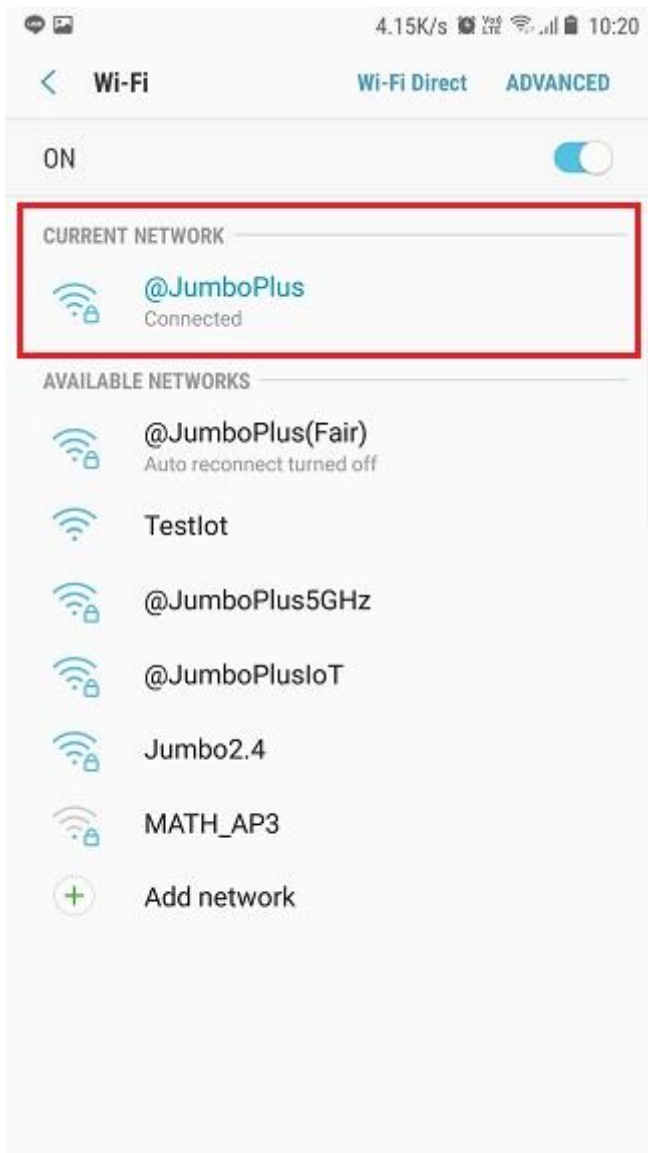 4.15K/s 10:20
Wi-Fi Wi-Fi Direct ADVANCED
ON
CURRENT NETWORK
@JumboPlus
Connected
AVAILABLE NETWORKS
@JumboPlus(Fair)
Auto reconnect turned off
TestIot
@JumboPlus5GHz
@JumboPlusIoT
Jumbo2.4
MATH_AP3
Add network